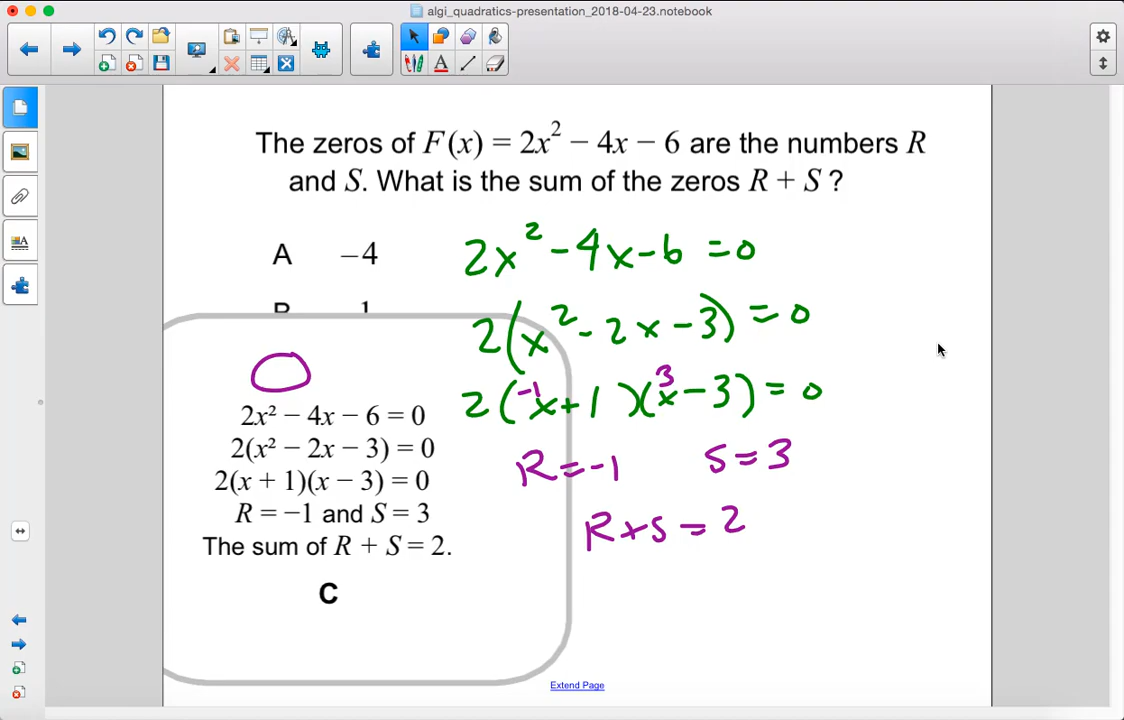 algi_quadratics-presentation_2018-04-23.notebook
The zeros of F(x) = 2x² − 4x − 6 are the numbers R
and S. What is the sum of the zeros R + S ?
A −4
2x² − 4x − 6 = 0
2(x² − 2x − 3) = 0
2(x + 1)(x − 3) = 0
-1 3
R = -1 S = 3
R + S = 2
2x² − 4x − 6 = 0
2(x² − 2x − 3) = 0
2(x + 1)(x − 3) = 0
R = −1 and S = 3
The sum of R + S = 2.
C
Extend Page